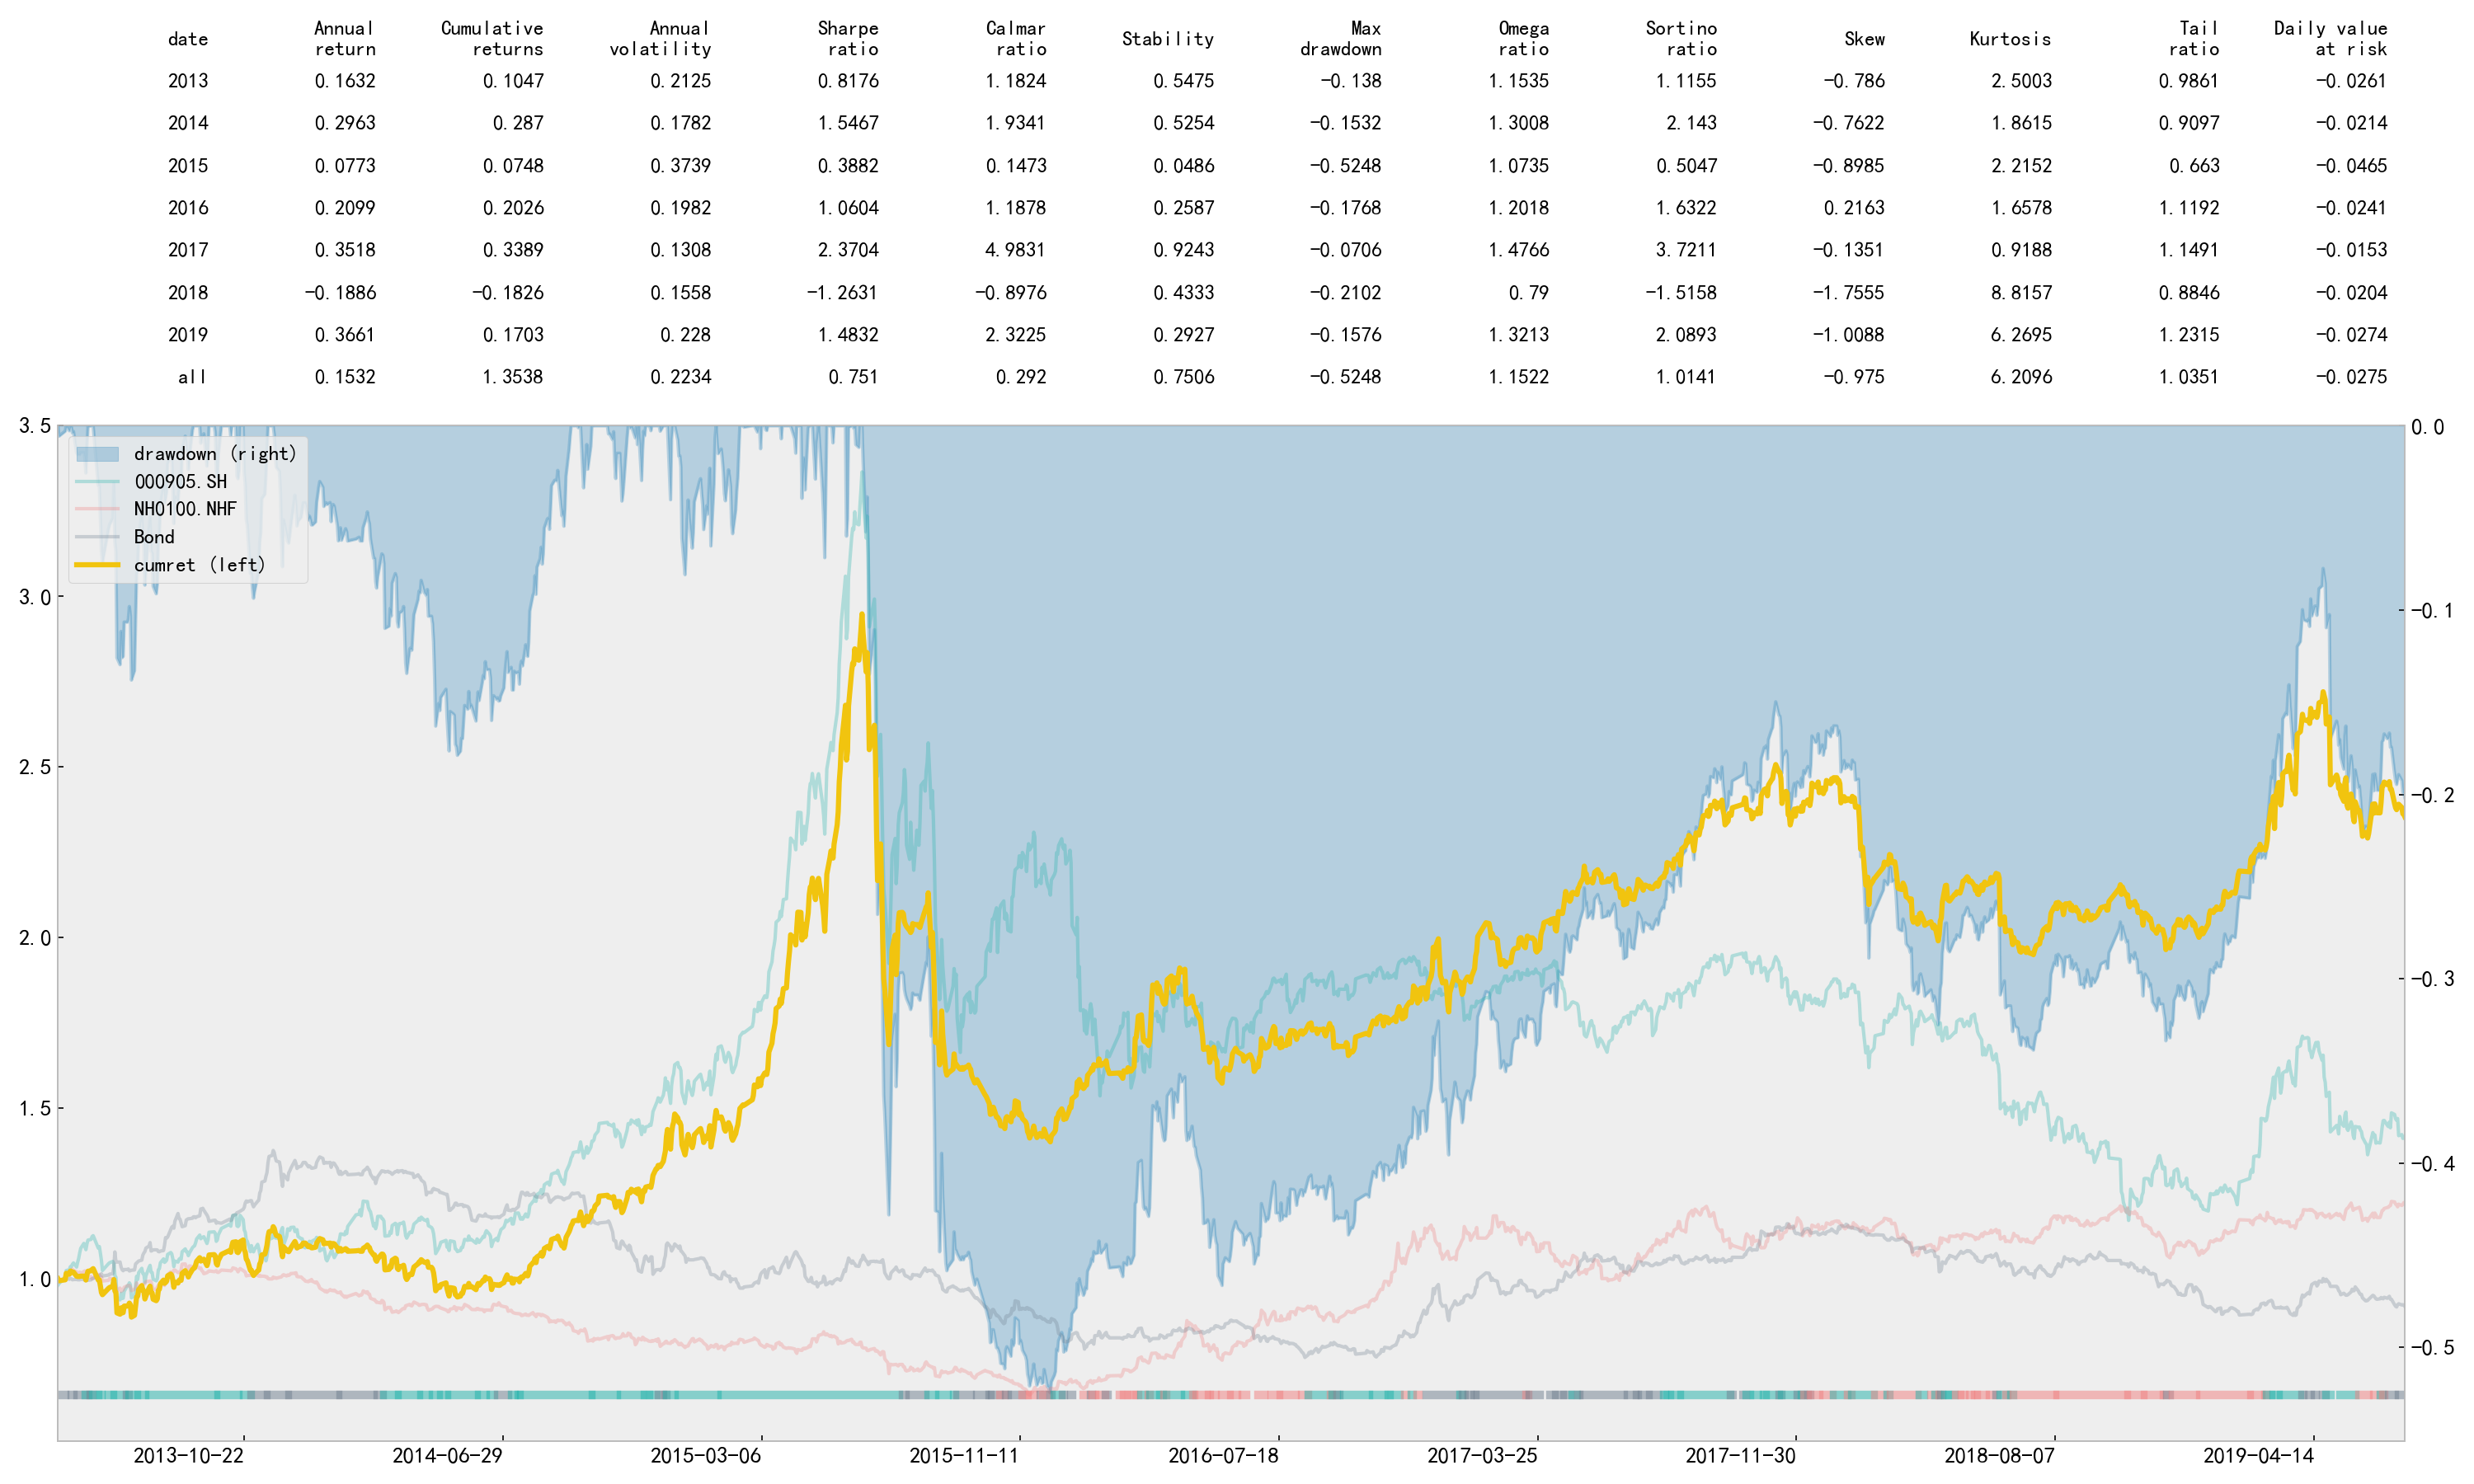 date Annual return Cumulative returns Annual volatility Sharpe ratio Calmar ratio Stability Max drawdown Omega ratio Sortino ratio Skew Kurtosis Tail ratio Daily value at risk
2013 0.1632 0.1047 0.2125 0.8176 1.1824 0.5475 -0.138 1.1535 1.1155 -0.786 2.5003 0.9861 -0.0261
2014 0.2963 0.287 0.1782 1.5467 1.9341 0.5254 -0.1532 1.3008 2.143 -0.7622 1.8615 0.9097 -0.0214
2015 0.0773 0.0748 0.3739 0.3882 0.1473 0.0486 -0.5248 1.0735 0.5047 -0.8985 2.2152 0.663 -0.0465
2016 0.2099 0.2026 0.1982 1.0604 1.1878 0.2587 -0.1768 1.2018 1.6322 0.2163 1.6578 1.1192 -0.0241
2017 0.3518 0.3389 0.1308 2.3704 4.9831 0.9243 -0.0706 1.4766 3.7211 -0.1351 0.9188 1.1491 -0.0153
2018 -0.1886 -0.1826 0.1558 -1.2631 -0.8976 0.4333 -0.2102 0.79 -1.5158 -1.7555 8.8157 0.8846 -0.0204
2019 0.3661 0.1703 0.228 1.4832 2.3225 0.2927 -0.1576 1.3213 2.0893 -1.0088 6.2695 1.2315 -0.0274
all 0.1532 1.3538 0.2234 0.751 0.292 0.7506 -0.5248 1.1522 1.0141 -0.975 6.2096 1.0351 -0.0275
3.5
3.0
2.5
2.0
1.5
1.0
drawdown (right)
000905.SH
NH0100.NHF
Bond
cumret (left)
0.0
-0.1
-0.2
-0.3
-0.4
-0.5
2013-10-22 2014-06-29 2015-03-06 2015-11-11 2016-07-18 2017-03-25 2017-11-30 2018-08-07 2019-04-14